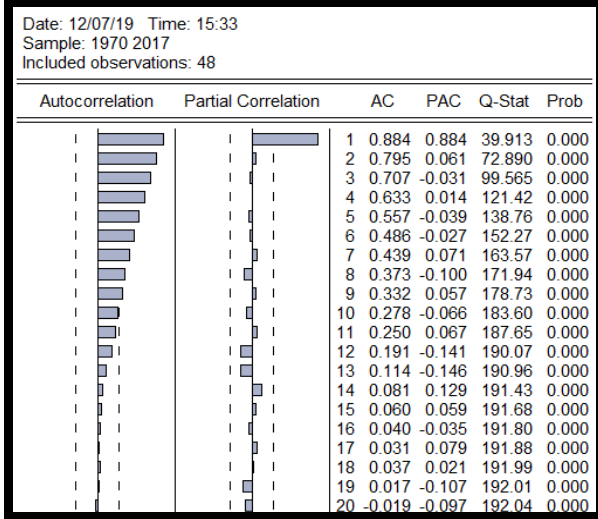 Date: 12/07/19 Time: 15:33
Sample: 1970 2017
Included observations: 48
Autocorrelation Partial Correlation AC PAC Q-Stat Prob
1 0.884 0.884 39.913 0.000
2 0.795 0.061 72.890 0.000
3 0.707 -0.031 99.565 0.000
4 0.633 0.014 121.42 0.000
5 0.557 -0.039 138.76 0.000
6 0.486 -0.027 152.27 0.000
7 0.439 0.071 163.57 0.000
8 0.373 -0.100 171.94 0.000
9 0.332 0.057 178.73 0.000
10 0.278 -0.066 183.60 0.000
11 0.250 0.067 187.65 0.000
12 0.191 -0.141 190.07 0.000
13 0.114 -0.146 190.96 0.000
14 0.081 0.129 191.43 0.000
15 0.060 0.059 191.68 0.000
16 0.040 -0.035 191.80 0.000
17 0.031 0.079 191.88 0.000
18 0.037 0.021 191.99 0.000
19 0.017 -0.107 192.01 0.000
20 -0.019 -0.097 192.04 0.000